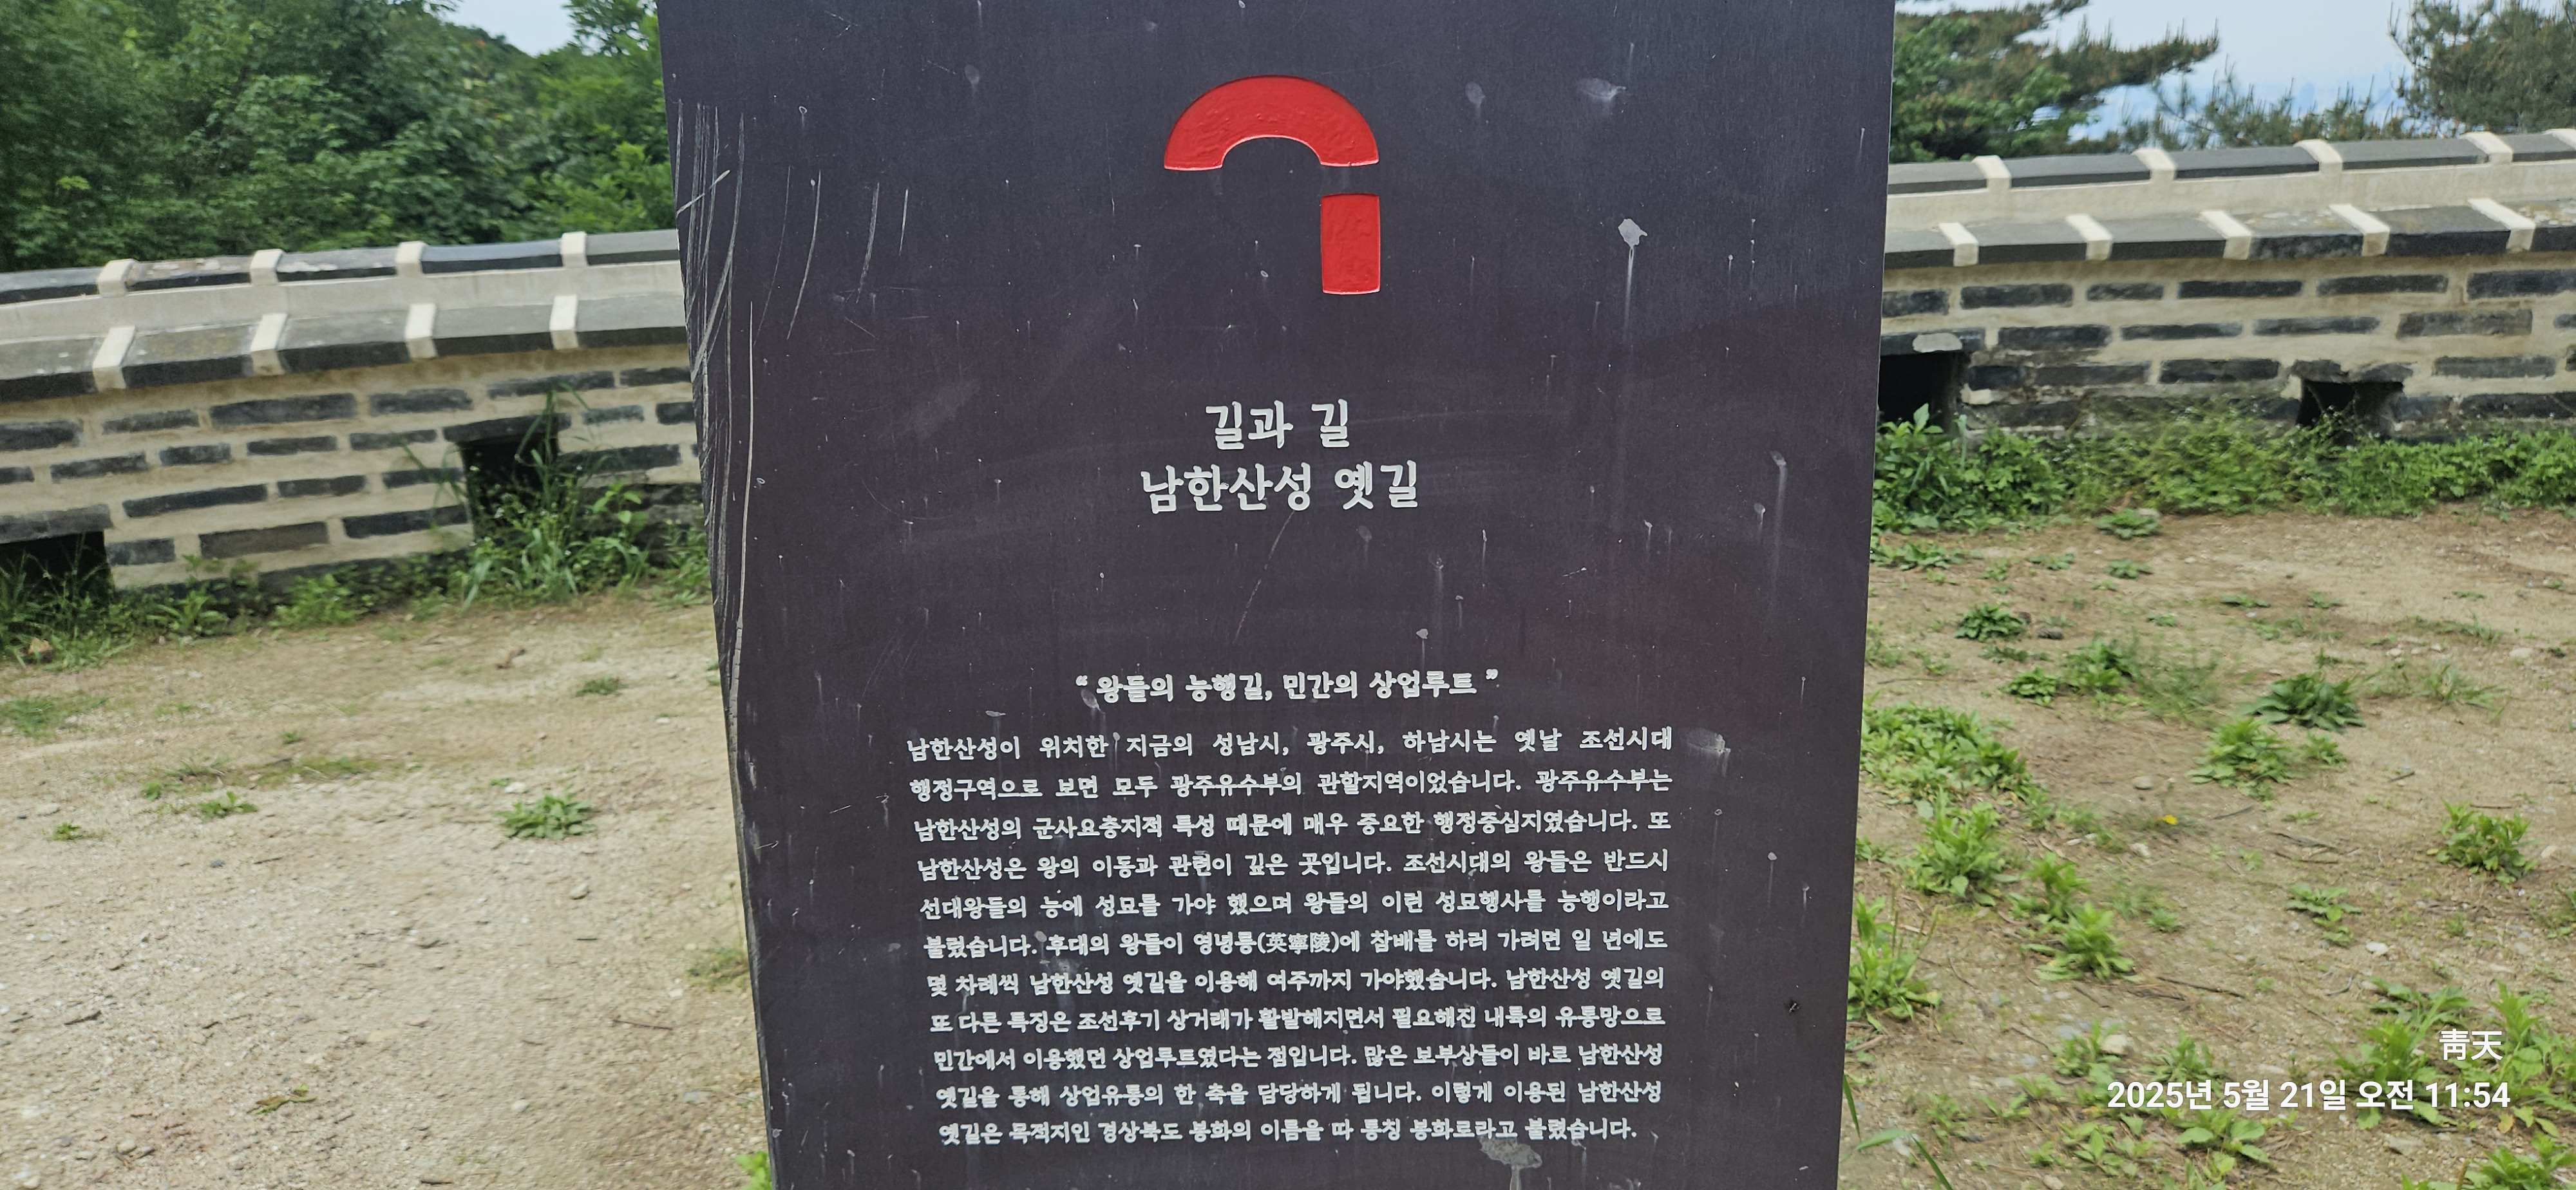 길과 길
남한산성 옛길
“ 왕들의 능행길, 민간의 상업루트 ”
남한산성이 위치한 지금의 성남시, 광주시, 하남시는 옛날 조선시대
행정구역으로 보면 모두 광주유수부의 관할지역이었습니다. 광주유수부는
남한산성의 군사요충지적 특성 때문에 매우 중요한 행정중심지였습니다. 또
남한산성은 왕의 이동과 관련이 깊은 곳입니다. 조선시대의 왕들은 반드시
선대왕들의 능에 성묘를 가야 했으며 왕들의 이런 성묘행사를 능행이라고
불렀습니다. 후대의 왕들이 영녕릉(英寧陵)에 참배를 하러 가려면 일 년에도
몇 차례씩 남한산성 옛길을 이용해 여주까지 가야했습니다. 남한산성 옛길의
또 다른 특징은 조선후기 상거래가 활발해지면서 필요해진 내륙의 유통망으로
민간에서 이용했던 상업루트였다는 점입니다. 많은 보부상들이 바로 남한산성
옛길을 통해 상업유통의 한 축을 담당하게 됩니다. 이렇게 이용된 남한산성
옛길은 목적지인 경상북도 봉화의 이름을 따 통칭 봉화로라고 불렸습니다.
靑天
2025년 5월 21일 오전 11:54